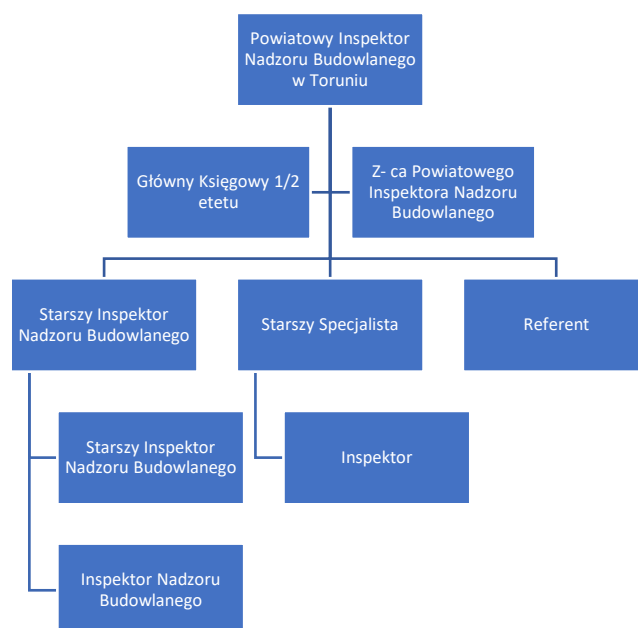 Powiatowy Inspektor
Nadzoru Budowlanego
w Toruniu
Główny Księgowy 1/2
etetu
Z- ca Powiatowego
Inspektora Nadzoru
Budowlanego
Starszy Inspektor
Nadzoru Budowlanego
Starszy Specjalista
Referent
Starszy Inspektor
Nadzoru Budowlanego
Inspektor
Inspektor Nadzoru
Budowlanego